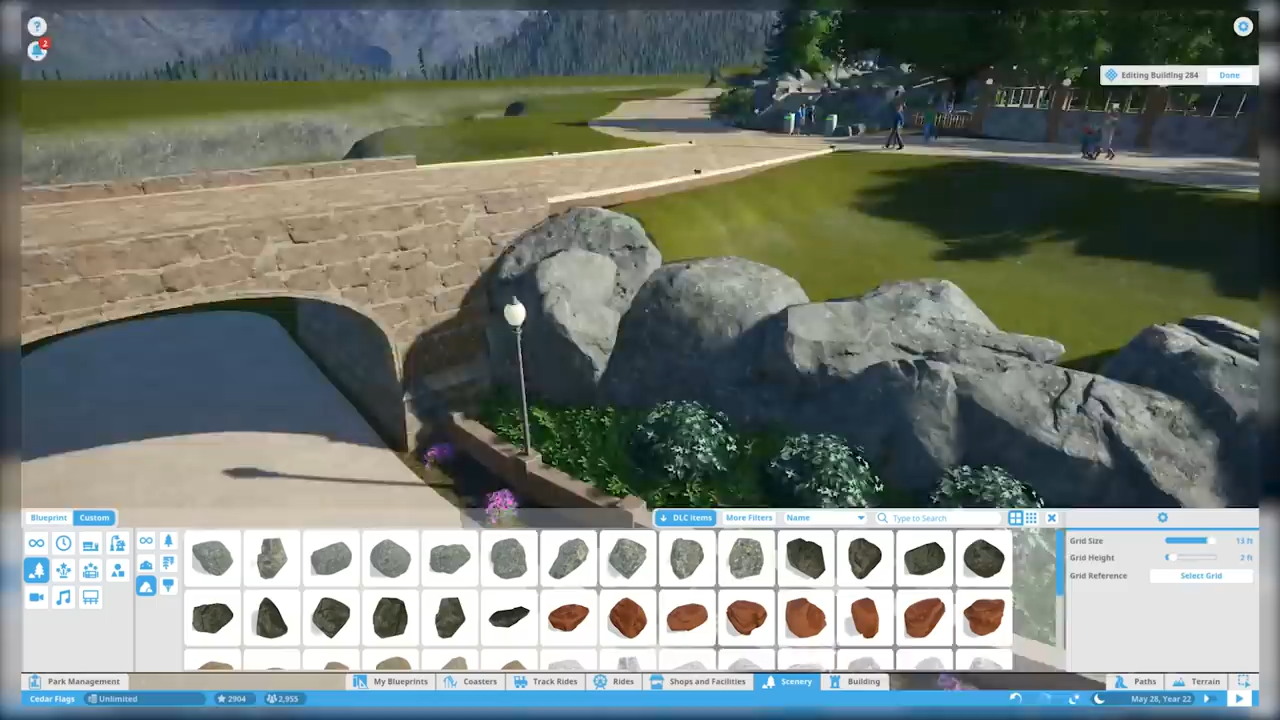 ?
2
Editing Building 284
Done
Blueprint
Custom
DLC Items
More Filters
Name
Type to Search
Grid Size
13 ft
Grid Height
2 ft
Grid Reference
Select Grid
Park Management
My Blueprints
Coasters
Track Rides
Rides
Shops and Facilities
Scenery
Building
Paths
Terrain
Cedar Flags
Unlimited
2904
2,955
May 28, Year 22